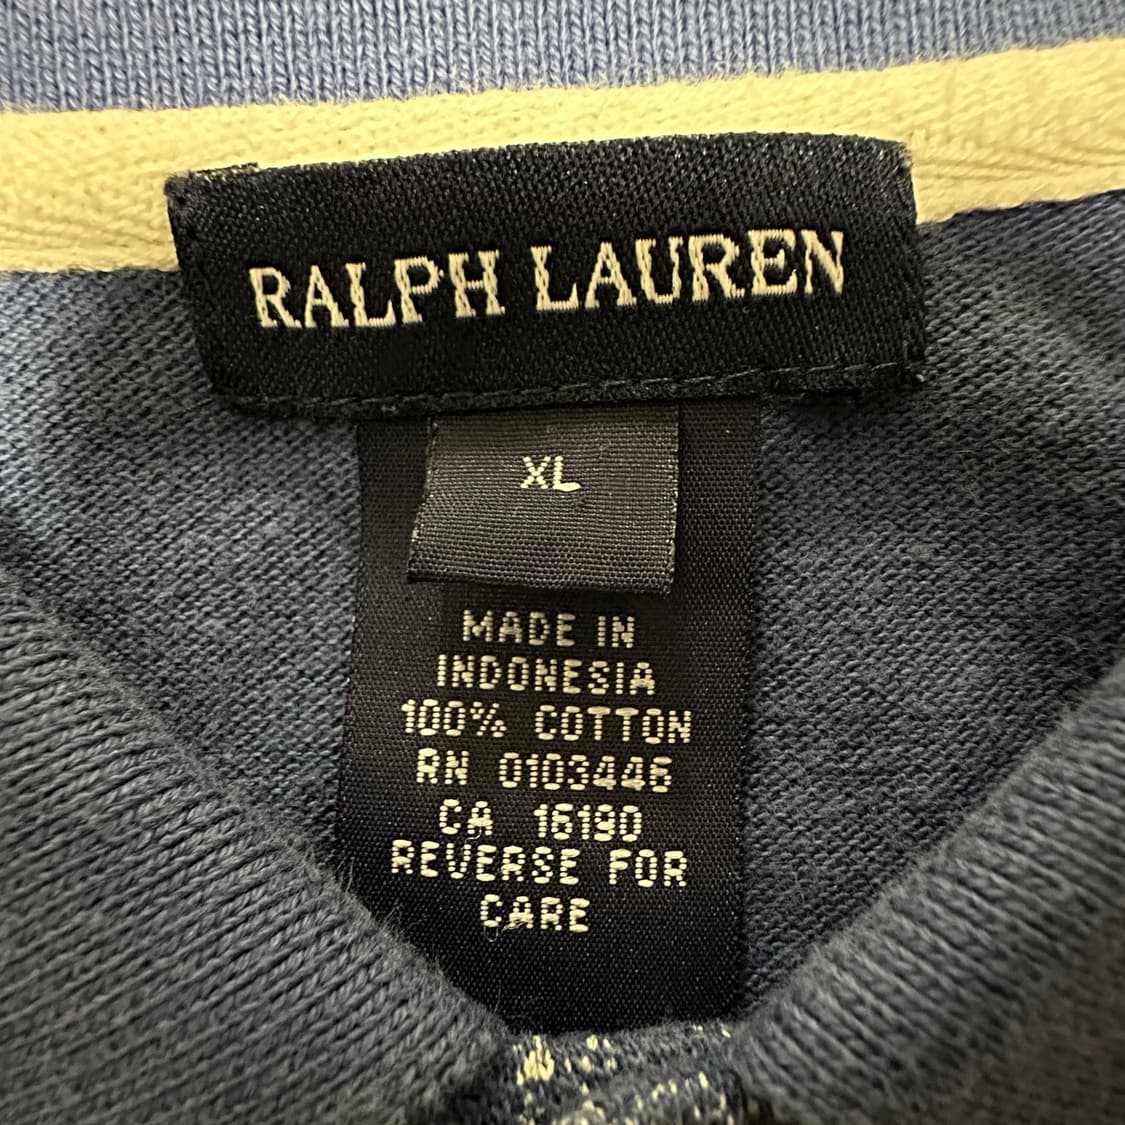 RALPH LAUREN
XL
MADE IN
INDONESIA
100% COTTON
RN 0103446
CA 16190
REVERSE FOR
CARE